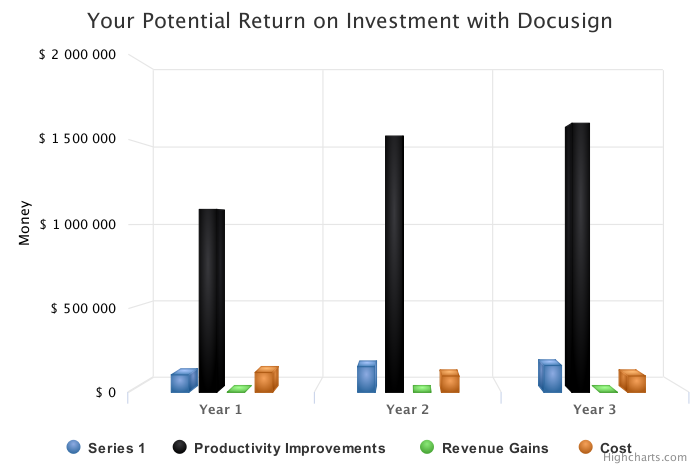 Your Potential Return on Investment with Docusign
$ 2 000 000
$ 1 500 000
$ 1 000 000
$ 500 000
$ 0
Money
Year 1
Year 2
Year 3
Series 1
Productivity Improvements
Revenue Gains
Cost
Highcharts.com